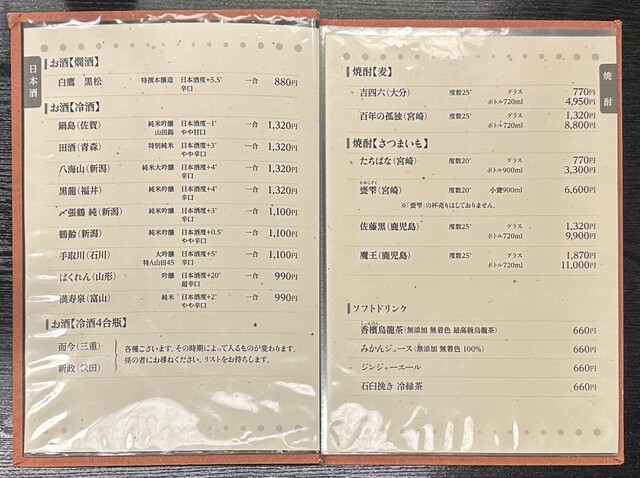 日本酒
お酒【燗酒】
白鷹 黒松 特撰本醸造 日本酒度+5.5° 辛口 一合 880円
お酒【冷酒】
鍋島(佐賀) 純米吟醸 山田錦 日本酒度−1° やや甘口 一合 1,320円
田酒(青森) 特別純米 日本酒度+3° やや辛口 一合 1,320円
八海山(新潟) 純米大吟醸 日本酒度+4° やや辛口 一合 1,320円
黒龍(福井) 純米吟醸 日本酒度+4° 辛口 一合 1,320円
〆張鶴 純(新潟) 純米吟醸 日本酒度+3° 辛口 一合 1,100円
鶴齢(新潟) 純米吟醸 日本酒度+0.5° やや辛口 一合 1,100円
手取川(石川) 大吟醸 特A山田45 日本酒度+5° 辛口 一合 1,100円
ばくれん(山形) 吟醸 日本酒度+20° 超辛口 一合 990円
満寿泉(富山) 純米 日本酒度+2° やや辛口 一合 990円
お酒【冷酒4合瓶】
而今(三重)
新政(秋田)
各種ございます。その時期によって入るものが変わります。
係の者にお尋ねください。リストをお持ちします。
焼酎
焼酎【麦】
吉四六(大分) 度数25° グラス 770円
ボトル720ml 4,950円
百年の孤独(宮崎) 度数25° グラス 1,320円
ボトル720ml 8,800円
焼酎【さつまいも】
たちばな(宮崎) 度数20° グラス 770円
ボトル900ml 3,300円
かめしずく
甕雫(宮崎) 度数20° 小甕900ml 6,600円
※「甕雫」の杯売りはしておりません。
佐藤黒(鹿児島) 度数25° グラス 1,320円
ボトル720ml 9,900円
魔王(鹿児島) 度数25° グラス 1,870円
ボトル720ml 11,000円
ソフトドリンク
香檳烏龍茶(無添加 無着色 最高級烏龍茶) 660円
みかんジュース(無添加 無着色 100%) 660円
ジンジャーエール 660円
石臼挽き 冷緑茶 660円